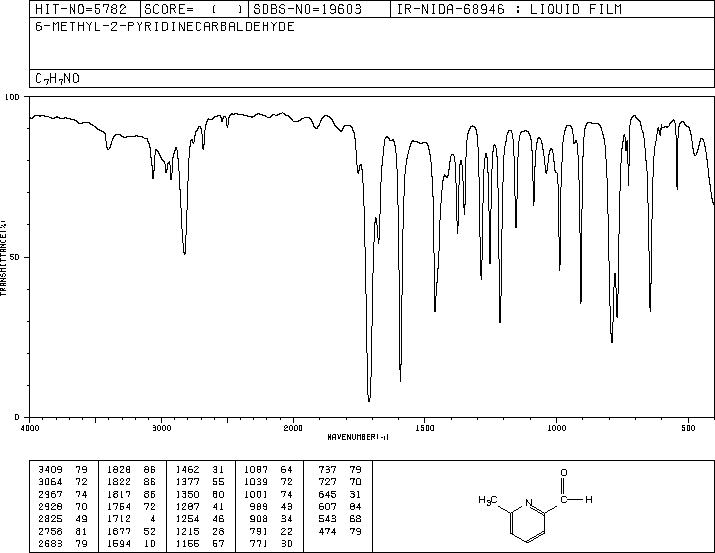 HIT-NO=5782 SCORE= ( ) SDBS-NO=19603 IR-NIDA-68946 : LIQUID FILM
6-METHYL-2-PYRIDINECARBALDEHYDE
C7H7NO
100
50
0
TRANSMITTANCE(%)
4000 3000 2000 1500 1000 500
WAVENUMBER(-1)
3409 79 1828 86 1462 31 1087 64 737 79
3064 72 1822 86 1377 55 1039 72 727 70
2967 74 1817 86 1350 60 1001 74 645 31
2928 70 1754 72 1287 41 989 43 607 84
2825 49 1712 4 1254 46 908 34 543 68
2758 81 1677 52 1215 28 791 22 474 79
2683 79 1594 10 1155 57 771 30
O
H3C N C H